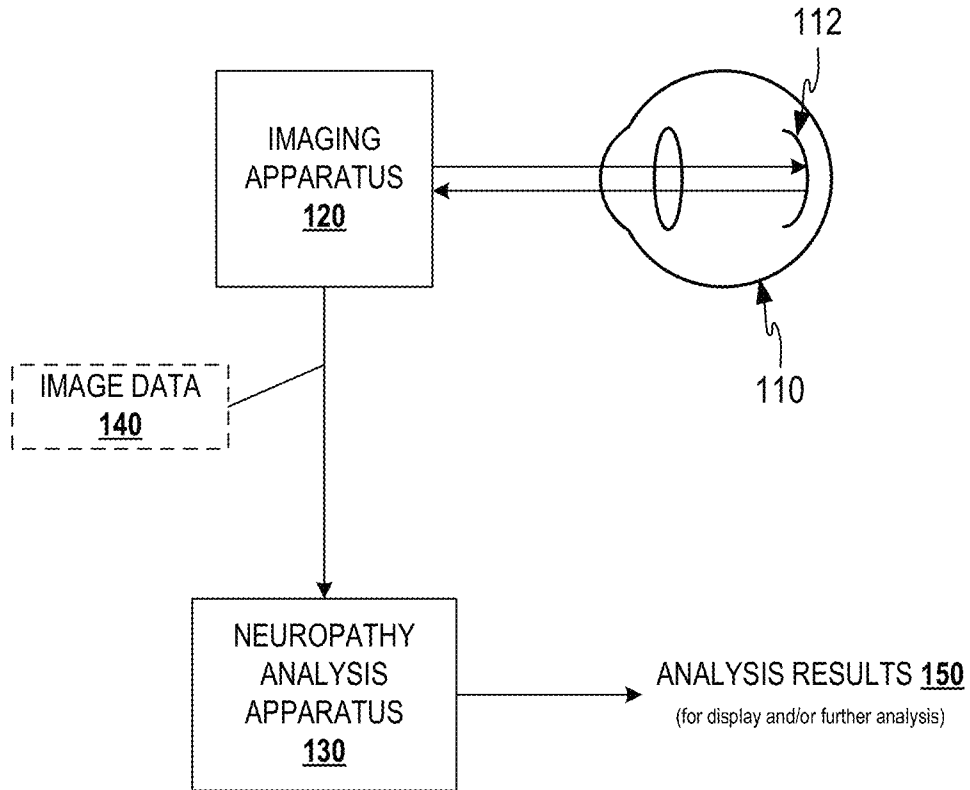 112
IMAGING
APPARATUS
120
110
IMAGE DATA
140
NEUROPATHY
ANALYSIS
APPARATUS
130
ANALYSIS RESULTS 150
(for display and/or further analysis)